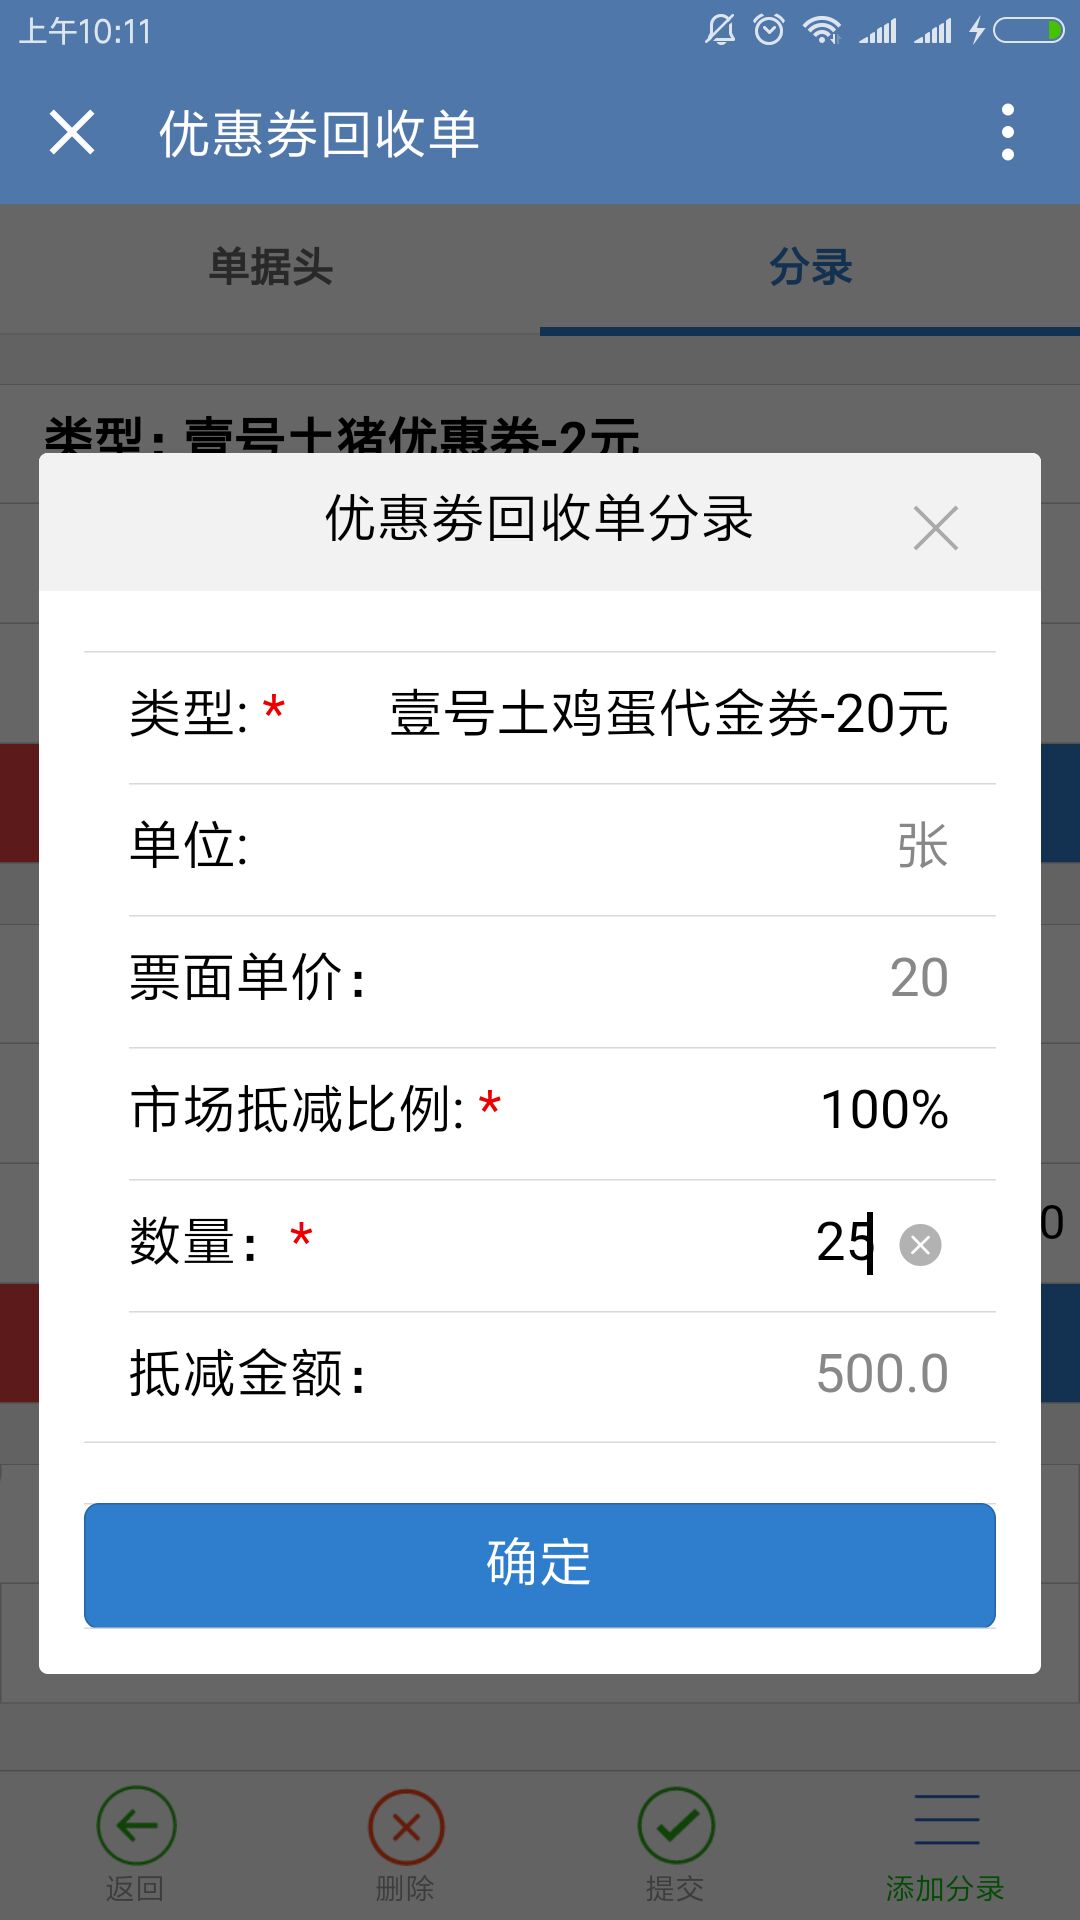 上午10:11
优惠券回收单
单据头
分录
类型：壹号土猪优惠券-2元
优惠券回收单分录
类型: * 壹号土鸡蛋代金券-20元
单位: 张
票面单价： 20
市场抵减比例: * 100%
数量： * 25
0
抵减金额： 500.0
确定
返回
删除
提交
添加分录